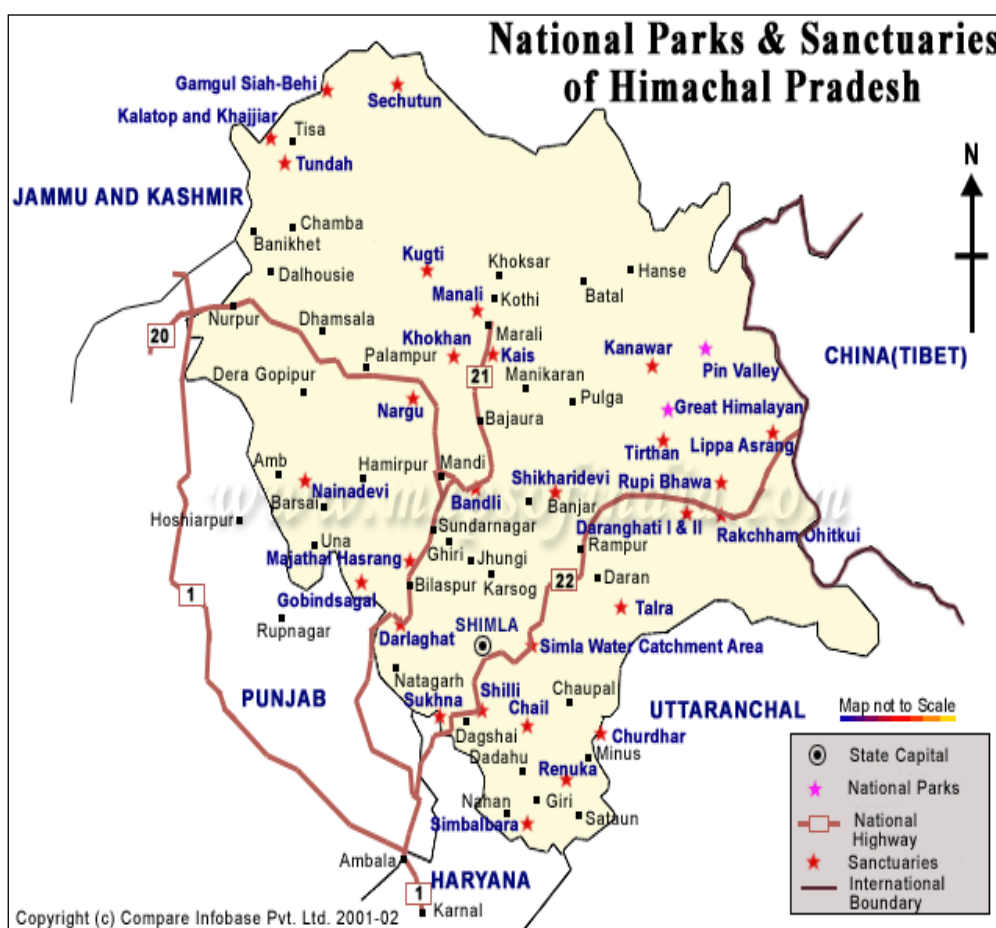 National Parks & Sanctuaries
of Himachal Pradesh
Gamgul Siah-Behi
Sechutun
Kalatop and Khajjiar
Tisa
Tundah
N
JAMMU AND KASHMIR
Chamba
Banikhet
Kugti
Khoksar
Hanse
Dalhousie
Batal
Manali
Kothi
Nurpur
Dhamsala
Marali
20
Khokhan
Kais
Kanawar
CHINA(TIBET)
Palampur
Pin Valley
Dera Gopipur
21
Manikaran
Pulga
Nargu
Great Himalayan
Bajaura
Tirthan
Lippa Asrang
Amb
Hamirpur
Mandi
Shikharidevi
Rupi Bhawa
Nainadevi
Bandli
Barsai
Banjar
www.mapsofindia.com
Hoshiarpur
Sundarnagar
Daranghati I & II
Rakchham Ohitkui
Una
Ghiri
Rampur
Majathal Hasrang
Jhungi
Bilaspur
Karsog
22
Daran
1
Gobindsagal
Talra
Rupnagar
Darlaghat
SHIMLA
Simla Water Catchment Area
Natagarh
PUNJAB
Sukhna
Shilli
Chaupal
UTTARANCHAL
Map not to Scale
Chail
Dagshai
Churdhar
Minus
Dadahu
Renuka
State Capital
National Parks
Nahan
Giri
Sataun
Simbalbara
National
Highway
Ambala
Sanctuaries
HARYANA
International
Boundary
1
Karnal
Copyright (c) Compare Infobase Pvt. Ltd. 2001-02